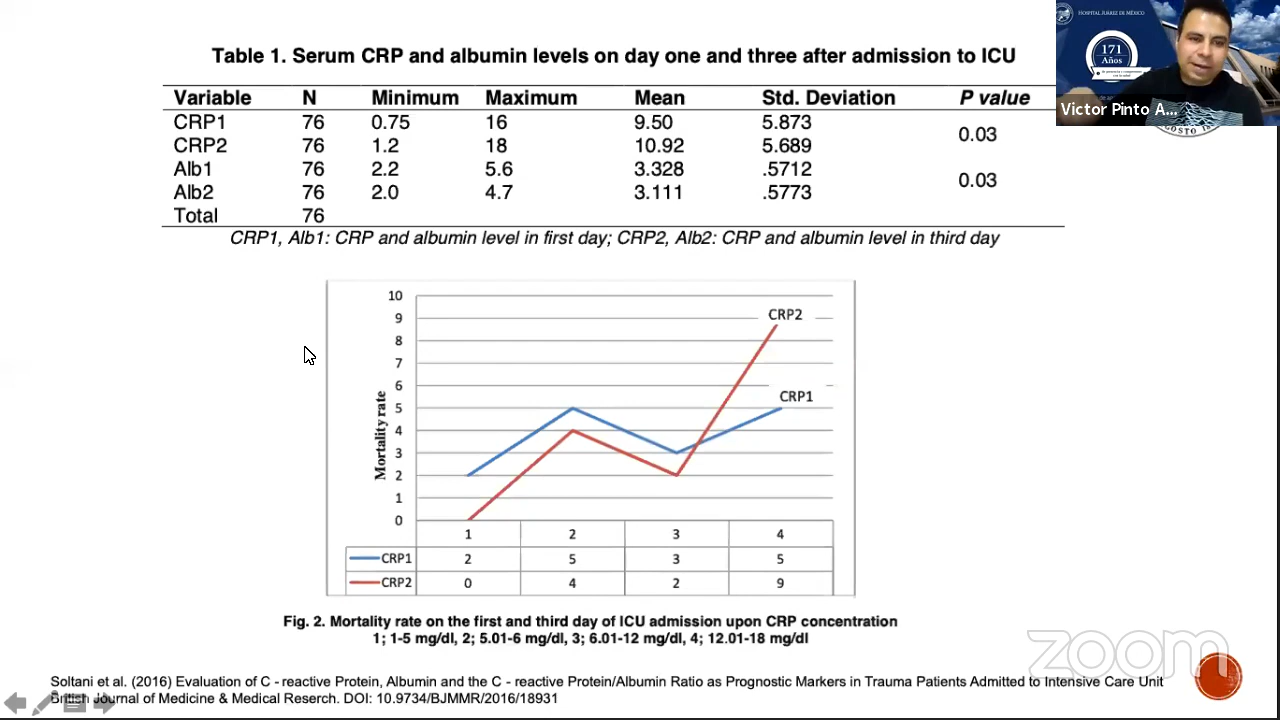 HOSPITAL JUÁREZ DE MÉXICO
171
Años
Victor Pinto A...
Table 1. Serum CRP and albumin levels on day one and three after admission to ICU
Variable N Minimum Maximum Mean Std. Deviation P value
CRP1 76 0.75 16 9.50 5.873 0.03
CRP2 76 1.2 18 10.92 5.689
Alb1 76 2.2 5.6 3.328 .5712 0.03
Alb2 76 2.0 4.7 3.111 .5773
Total 76
CRP1, Alb1: CRP and albumin level in first day; CRP2, Alb2: CRP and albumin level in third day
10
9
8
7
6
5
4
3
2
1
0
Mortality rate
CRP2
CRP1
1 2 3 4
CRP1 2 5 3 5
CRP2 0 4 2 9
Fig. 2. Mortality rate on the first and third day of ICU admission upon CRP concentration
1; 1-5 mg/dl, 2; 5.01-6 mg/dl, 3; 6.01-12 mg/dl, 4; 12.01-18 mg/dl
zoom
Soltani et al. (2016) Evaluation of C - reactive Protein, Albumin and the C - reactive Protein/Albumin Ratio as Prognostic Markers in Trauma Patients Admitted to Intensive Care Unit
British Journal of Medicine & Medical Reserch. DOI: 10.9734/BJMMR/2016/18931